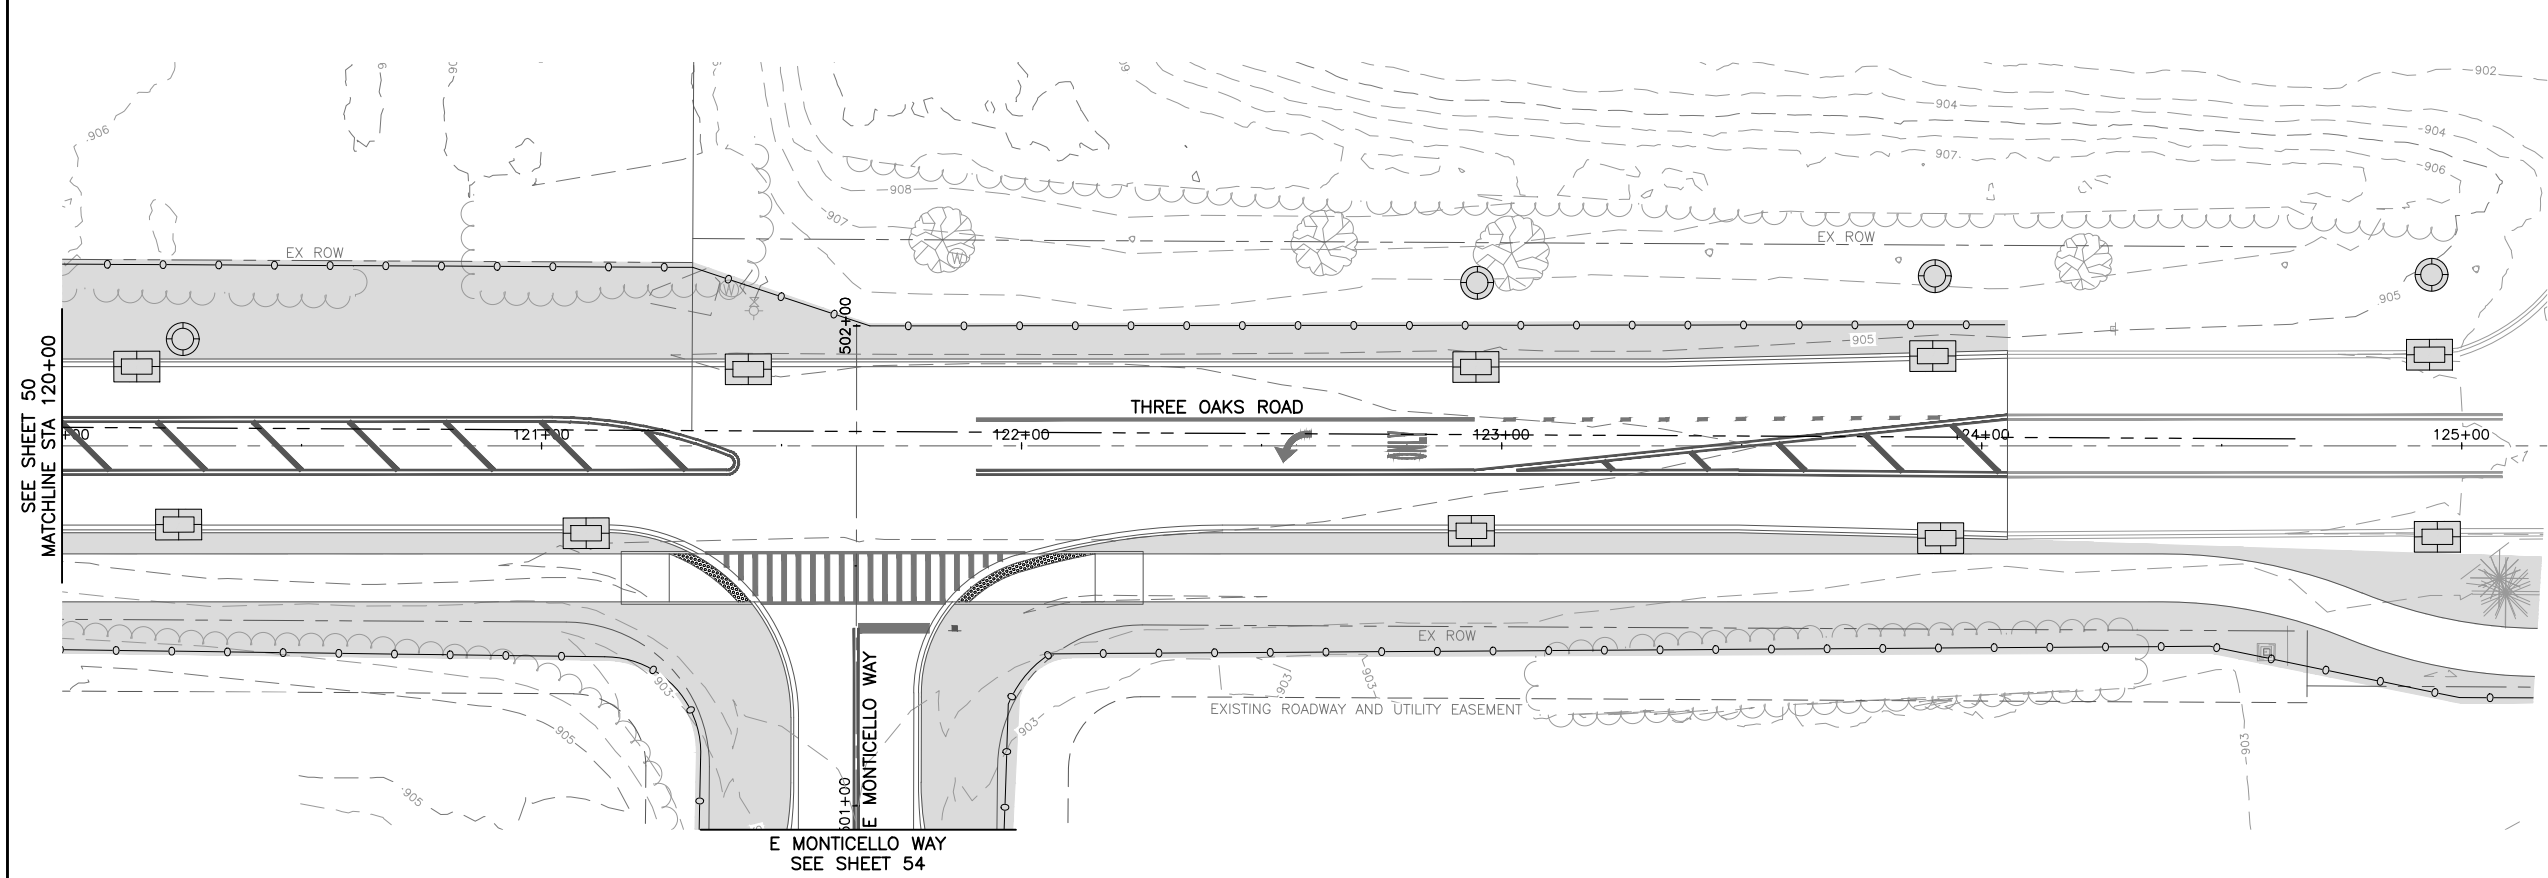 902
904
906
904
907
906
908
907
EX ROW
EX ROW
W
W
905
502+00
905
SEE SHEET 50
MATCHLINE STA 120+00
THREE OAKS ROAD
+00
121+00
122+00
123+00
124+00
125+00
EX ROW
903
903
903
EXISTING ROADWAY AND UTILITY EASEMENT
903
905
903
905
E MONTICELLO WAY
501+00
E MONTICELLO WAY
SEE SHEET 54